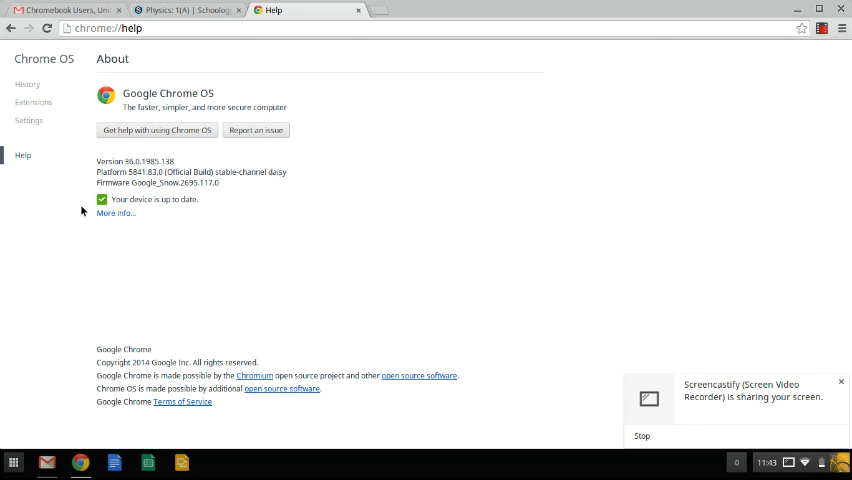 Chromebook Users, Unit
Physics: 1(A) | Schoology
Help
chrome://help
Chrome OS
About
History
Extensions
Settings
Help
Google Chrome OS
The faster, simpler, and more secure computer
Get help with using Chrome OS
Report an issue
Version 36.0.1985.138
Platform 5841.83.0 (Official Build) stable-channel daisy
Firmware Google_Snow.2695.117.0
Your device is up to date.
More info...
Google Chrome
Copyright 2014 Google Inc. All rights reserved.
Google Chrome is made possible by the Chromium open source project and other open source software.
Chrome OS is made possible by additional open source software.
Google Chrome Terms of Service
Screencastify (Screen Video
Recorder) is sharing your screen.
Stop
0
11:43